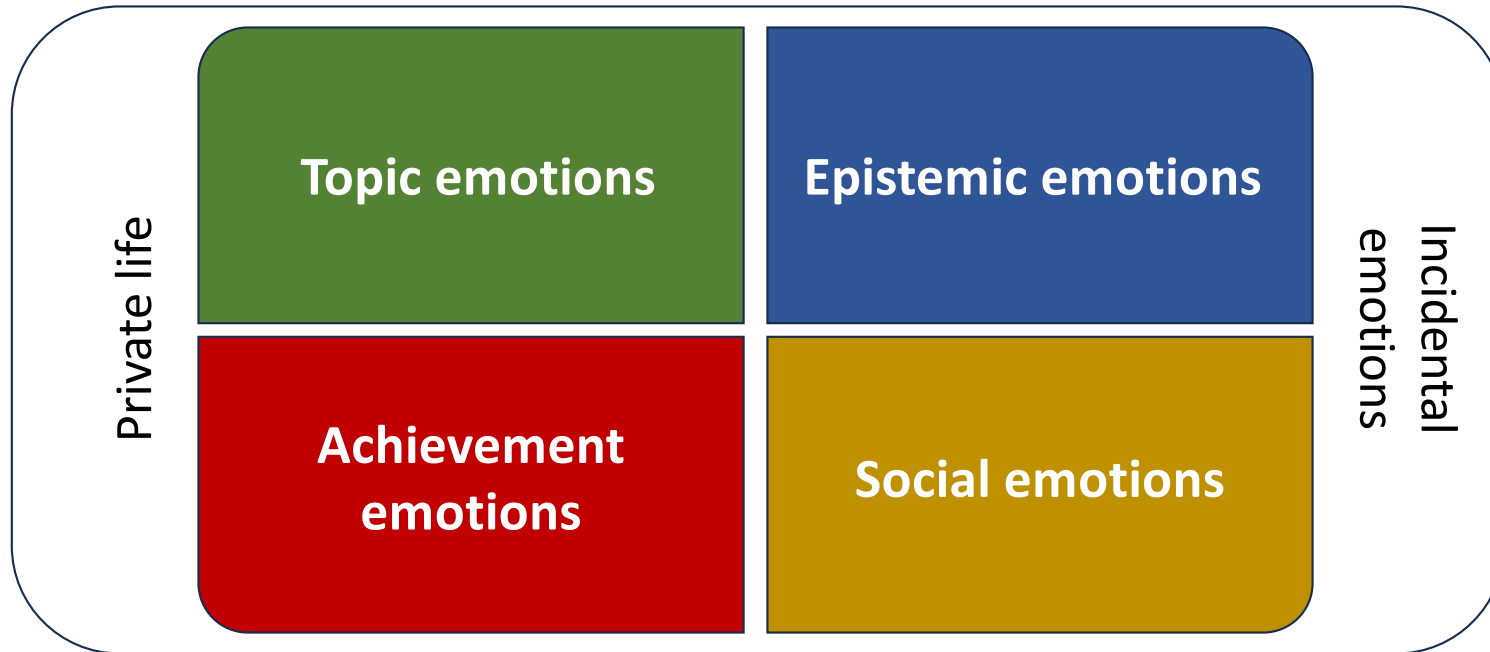 Private life
Topic emotions
Epistemic emotions
Achievement
emotions
Social emotions
Incidental
emotions